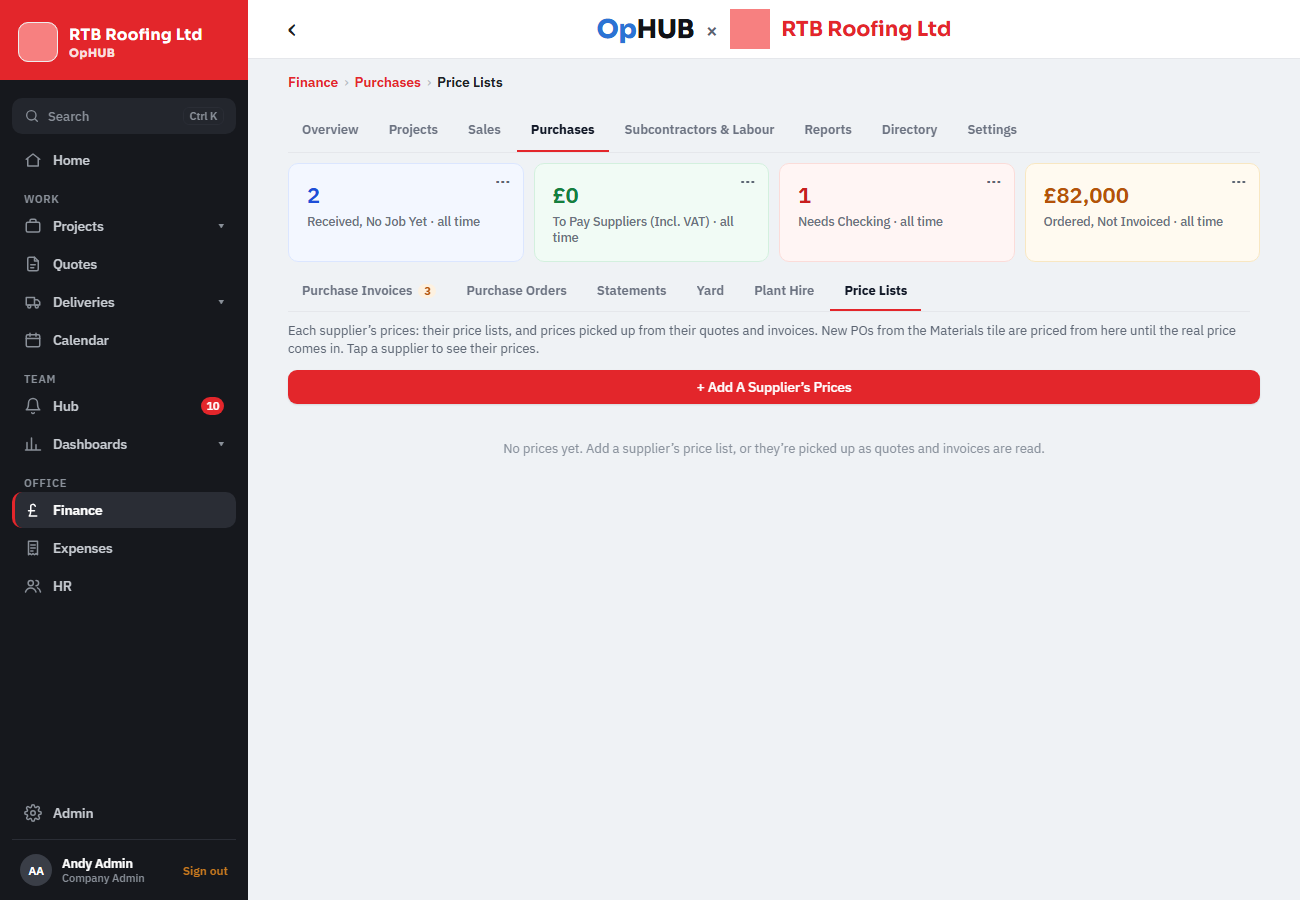 RTB Roofing Ltd
OpHUB
Search
Ctrl K
Home
WORK
Projects
Quotes
Deliveries
Calendar
TEAM
Hub
10
Dashboards
OFFICE
Finance
Expenses
HR
Admin
AA
Andy Admin
Company Admin
Sign out
OpHUB × RTB Roofing Ltd
Finance › Purchases › Price Lists
Overview
Projects
Sales
Purchases
Subcontractors & Labour
Reports
Directory
Settings
2
Received, No Job Yet · all time
£0
To Pay Suppliers (Incl. VAT) · all
time
1
Needs Checking · all time
£82,000
Ordered, Not Invoiced · all time
Purchase Invoices 3
Purchase Orders
Statements
Yard
Plant Hire
Price Lists
Each supplier’s prices: their price lists, and prices picked up from their quotes and invoices. New POs from the Materials tile are priced from here until the real price
comes in. Tap a supplier to see their prices.
+ Add A Supplier’s Prices
No prices yet. Add a supplier’s price list, or they’re picked up as quotes and invoices are read.